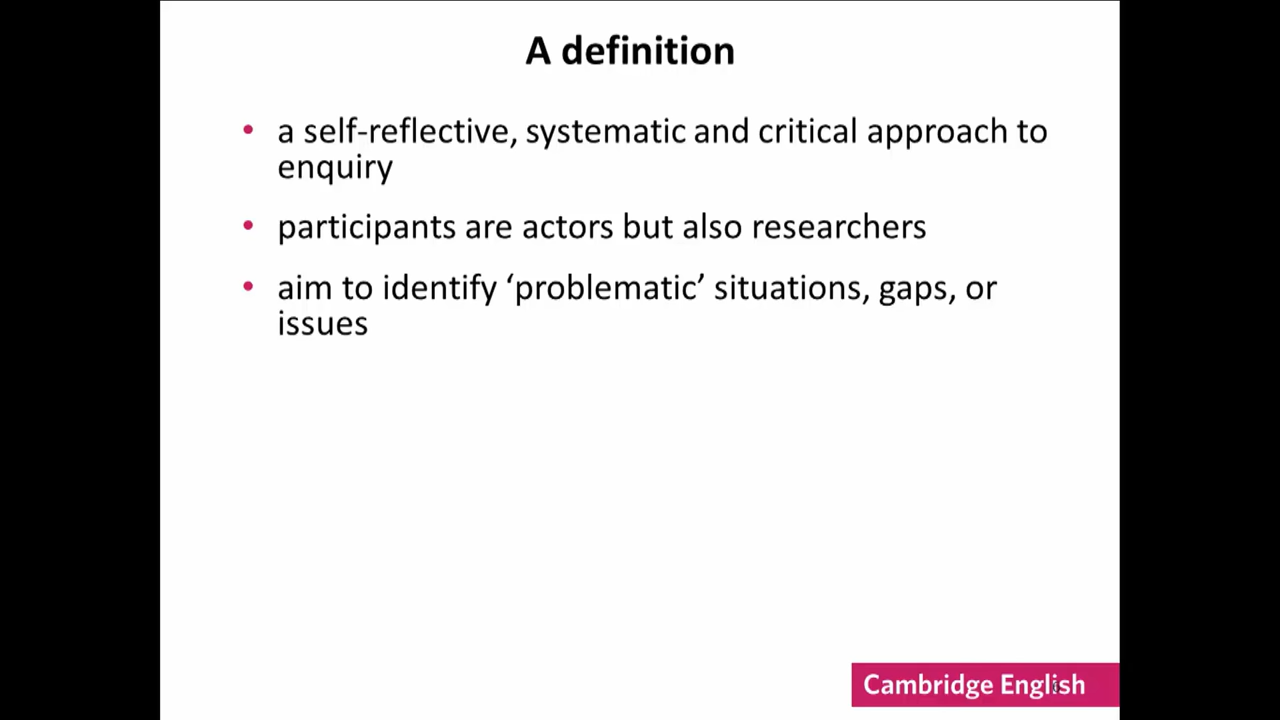 A definition
• a self-reflective, systematic and critical approach to
enquiry
• participants are actors but also researchers
• aim to identify ‘problematic’ situations, gaps, or
issues
Cambridge English